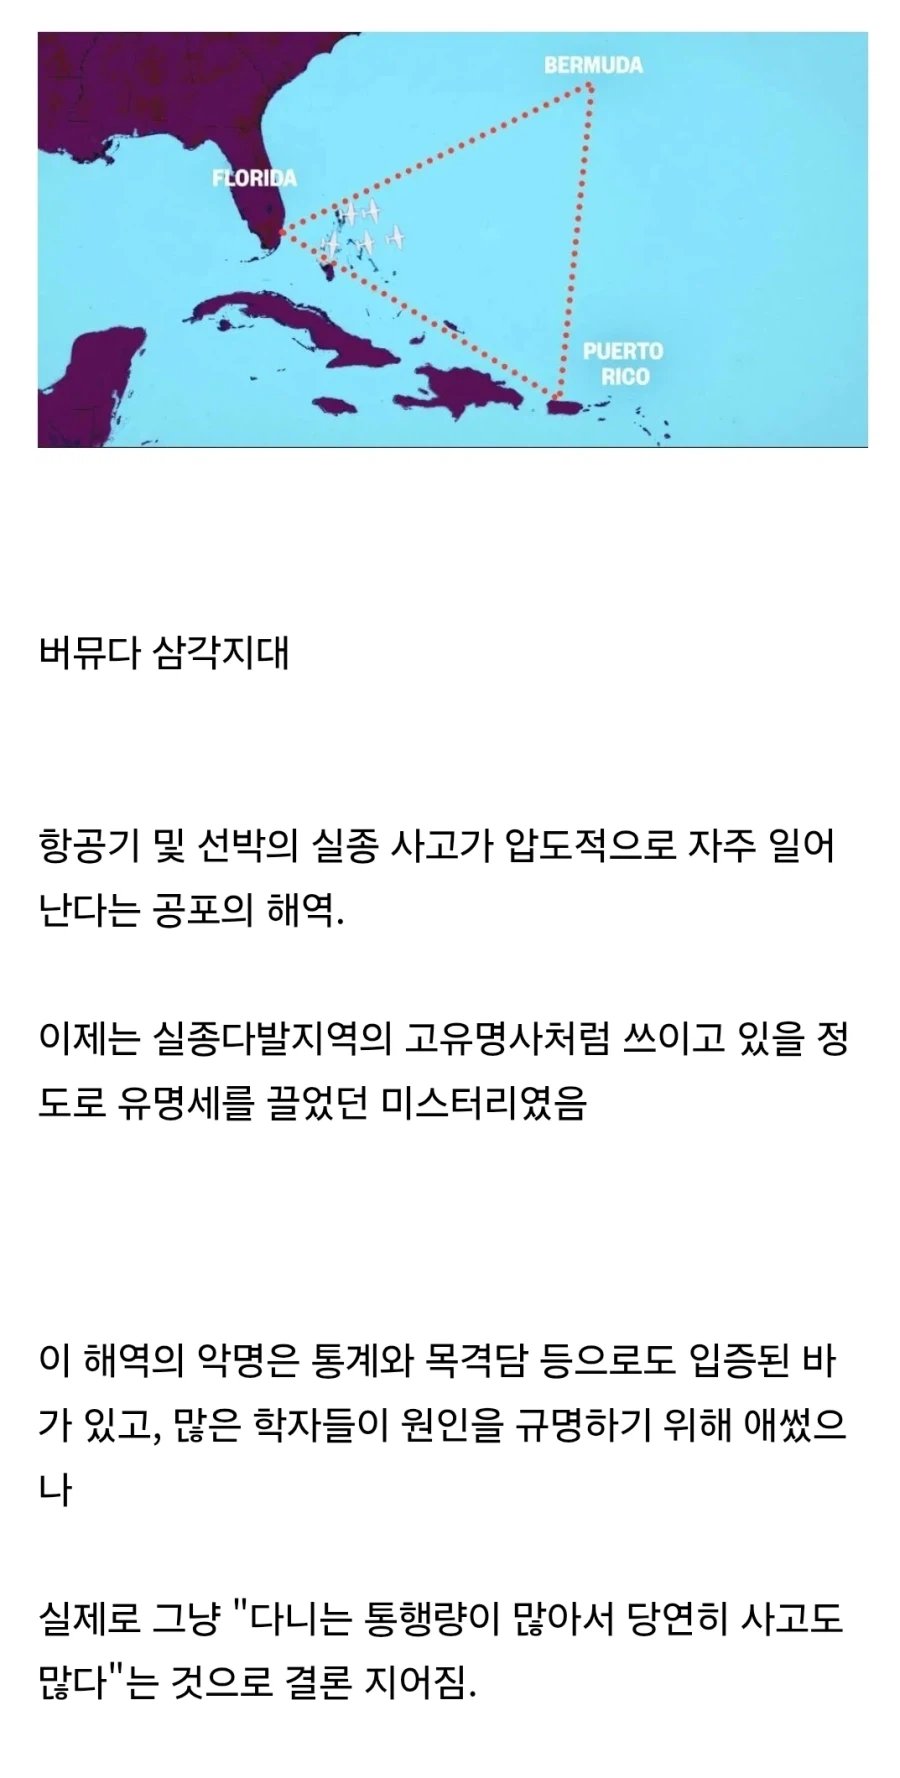 BERMUDA
FLORIDA
PUERTO
RICO
버뮤다 삼각지대
항공기 및 선박의 실종 사고가 압도적으로 자주 일어
난다는 공포의 해역.
이제는 실종다발지역의 고유명사처럼 쓰이고 있을 정
도로 유명세를 끌었던 미스터리였음
이 해역의 악명은 통계와 목격담 등으로도 입증된 바
가 있고, 많은 학자들이 원인을 규명하기 위해 애썼으
나
실제로 그냥 "다니는 통행량이 많아서 당연히 사고도
많다"는 것으로 결론 지어짐.